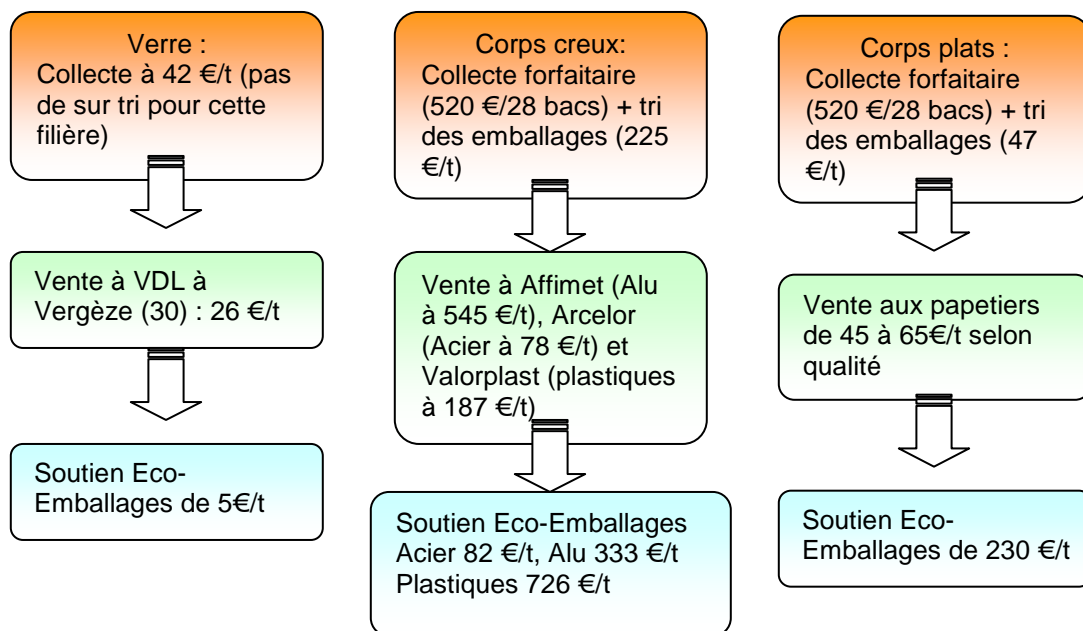 Verre :
Collecte à 42 €/t (pas
de sur tri pour cette
filière)
Vente à VDL à
Vergèze (30) : 26 €/t
Soutien Eco-
Emballages de 5€/t
Corps creux:
Collecte forfaitaire
(520 €/28 bacs) + tri
des emballages (225
€/t)
Vente à Affimet (Alu
à 545 €/t), Arcelor
(Acier à 78 €/t) et
Valorplast (plastiques
à 187 €/t)
Soutien Eco-Emballages
Acier 82 €/t, Alu 333 €/t
Plastiques 726 €/t
Corps plats :
Collecte forfaitaire
(520 €/28 bacs) + tri
des emballages (47
€/t)
Vente aux papetiers
de 45 à 65€/t selon
qualité
Soutien Eco-
Emballages de 230 €/t